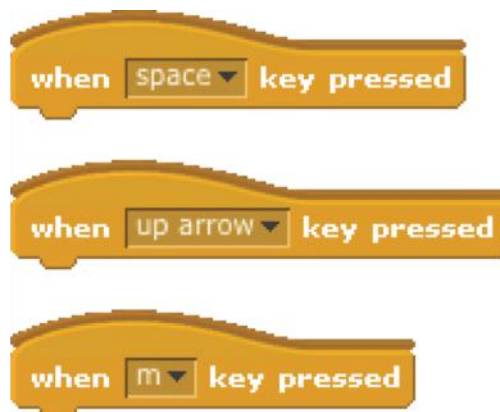 when space key pressed
when up arrow key pressed
when m key pressed